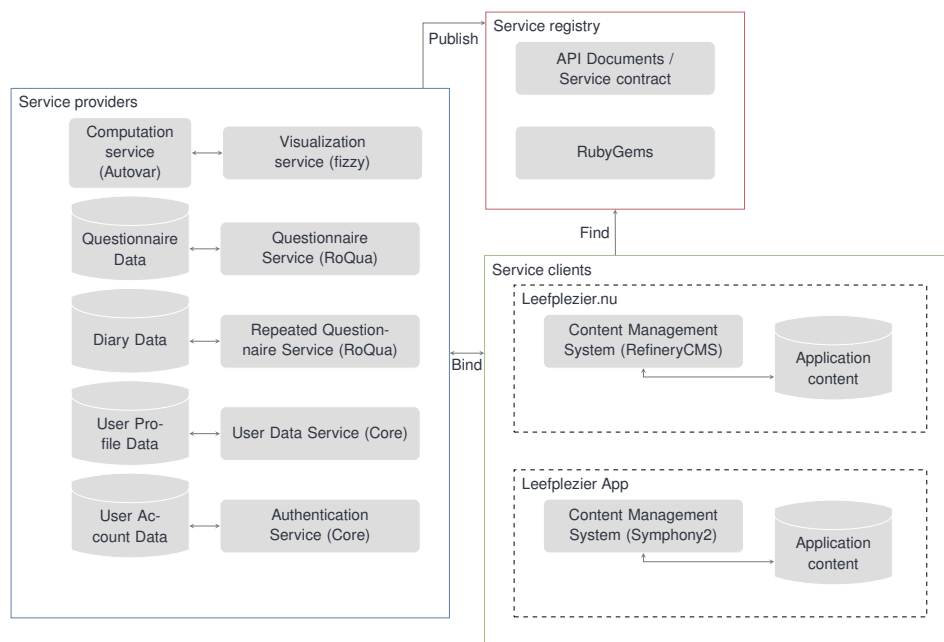 Service registry
Publish
API Documents /
Service contract
RubyGems
Service providers
Computation
service
(Autovar)
Visualization
service (fizzy)
Questionnaire
Data
Questionnaire
Service (RoQua)
Diary Data
Repeated Question-
naire Service (RoQua)
User Pro-
file Data
User Data Service (Core)
User Ac-
count Data
Authentication
Service (Core)
Find
Bind
Service clients
Leefplezier.nu
Content Management
System (RefineryCMS)
Application
content
Leefplezier App
Content Management
System (Symphony2)
Application
content